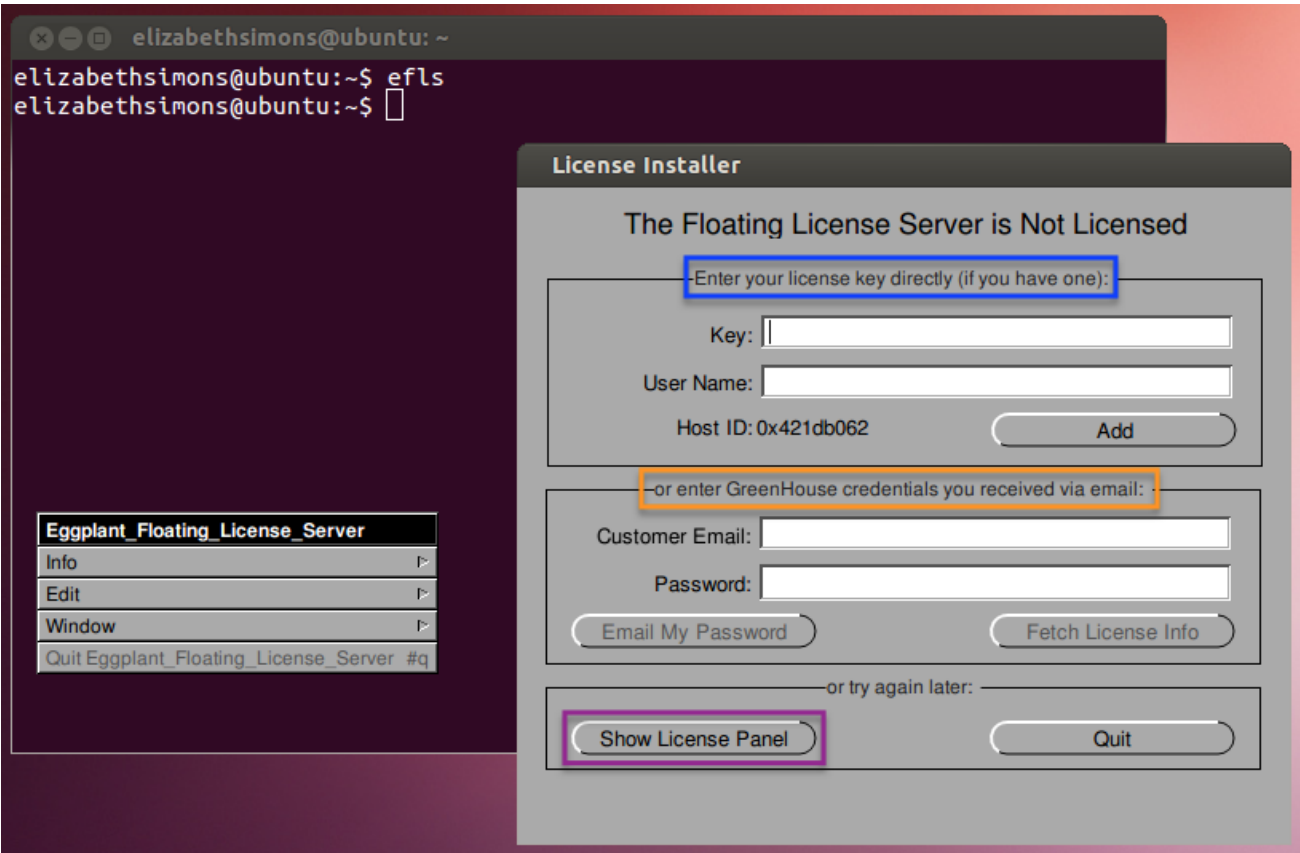 elizabethsimons@ubuntu: ~
elizabethsimons@ubuntu:~$ efls
elizabethsimons@ubuntu:~$
License Installer
The Floating License Server is Not Licensed
Enter your license key directly (if you have one):
Key:
User Name:
Host ID: 0x421db062
Add
or enter GreenHouse credentials you received via email:
Customer Email:
Password:
Email My Password
Fetch License Info
or try again later:
Show License Panel
Quit
Eggplant_Floating_License_Server
Info
Edit
Window
Quit Eggplant_Floating_License_Server #q